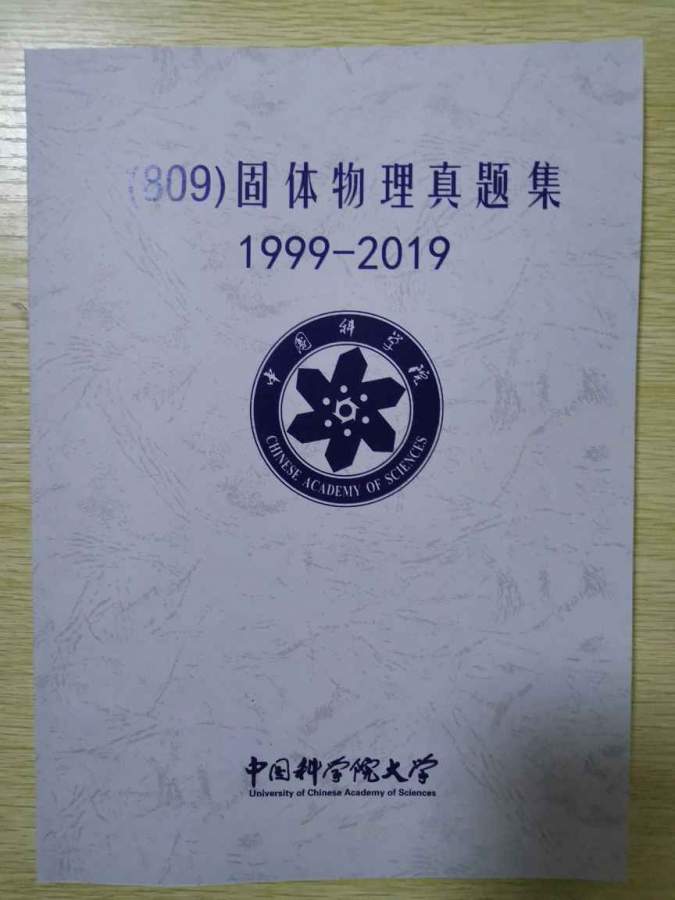 (809)固体物理真题集
1999-2019
中国科学院
CHINESE ACADEMY OF SCIENCES
中国科学院大学
University of Chinese Academy of Sciences